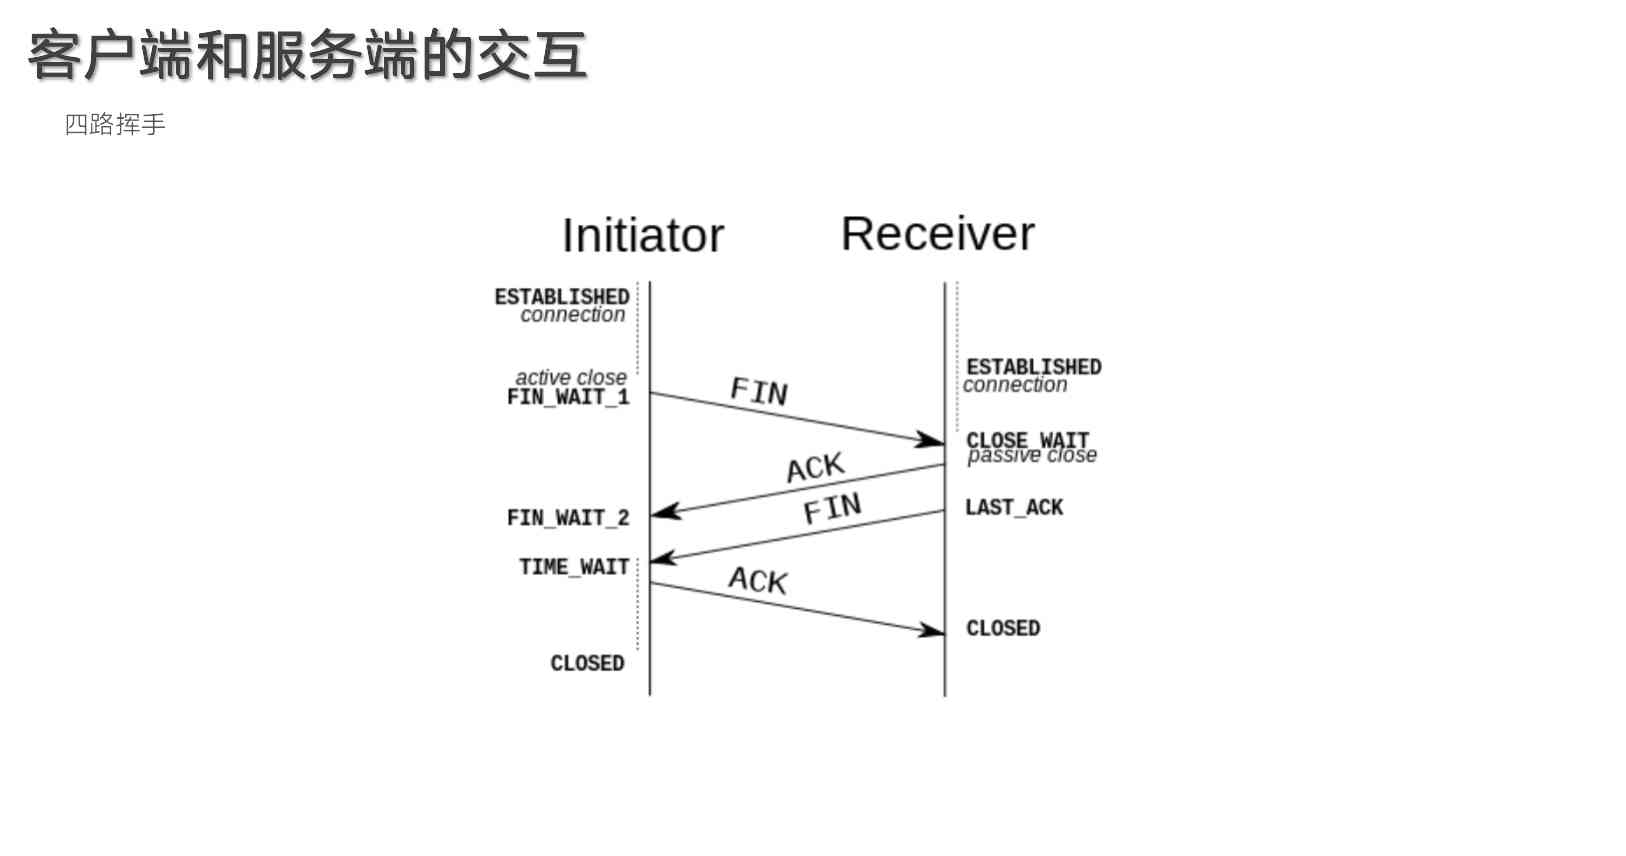 客户端和服务端的交互
四路挥手
Initiator
Receiver
ESTABLISHED
connection
ESTABLISHED
connection
active close
FIN_WAIT_1
FIN
CLOSE_WAIT
passive close
ACK
FIN
LAST_ACK
FIN_WAIT_2
TIME_WAIT
ACK
CLOSED
CLOSED